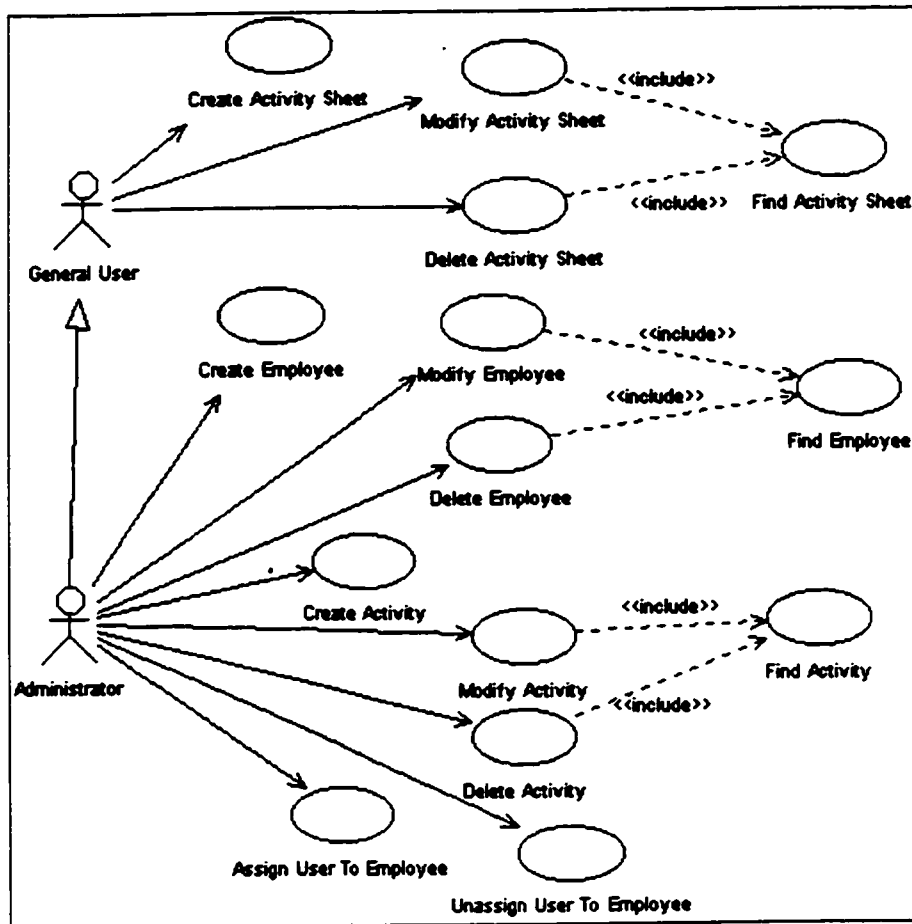 <<include>>
Create Activity Sheet
Modify Activity Sheet
<<include>>
Find Activity Sheet
Delete Activity Sheet
General User
<<include>>
Create Employee
Modify Employee
<<include>>
Find Employee
Delete Employee
Create Activity
<<include>>
Find Activity
Administrator
Modify Activity
<<include>>
Delete Activity
Assign User To Employee
Unassign User To Employee